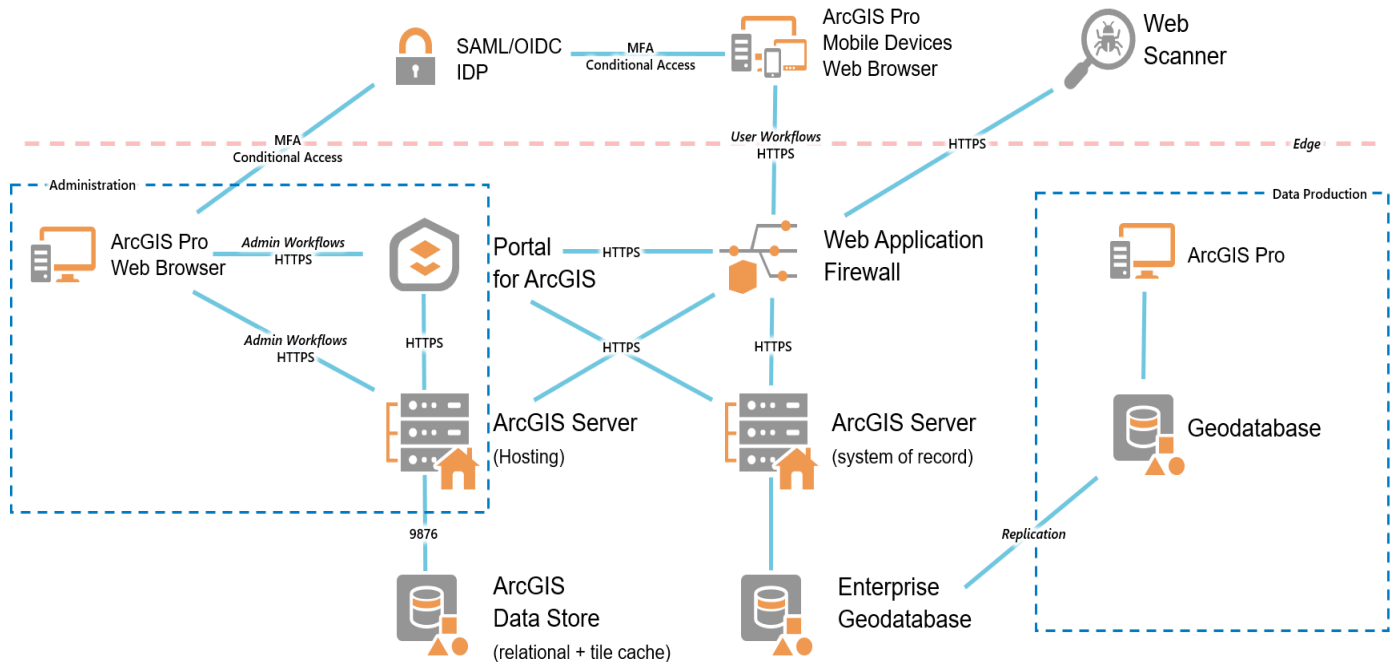 SAML/OIDC
IDP
MFA
Conditional Access
ArcGIS Pro
Mobile Devices
Web Browser
Web
Scanner
MFA
Conditional Access
User Workflows
HTTPS
HTTPS
Edge
Administration
Data Production
ArcGIS Pro
Web Browser
Admin Workflows
HTTPS
Portal
for ArcGIS
HTTPS
Web Application
Firewall
ArcGIS Pro
Admin Workflows
HTTPS
HTTPS
HTTPS
HTTPS
ArcGIS Server
(Hosting)
ArcGIS Server
(system of record)
Geodatabase
9876
Replication
ArcGIS
Data Store
(relational + tile cache)
Enterprise
Geodatabase